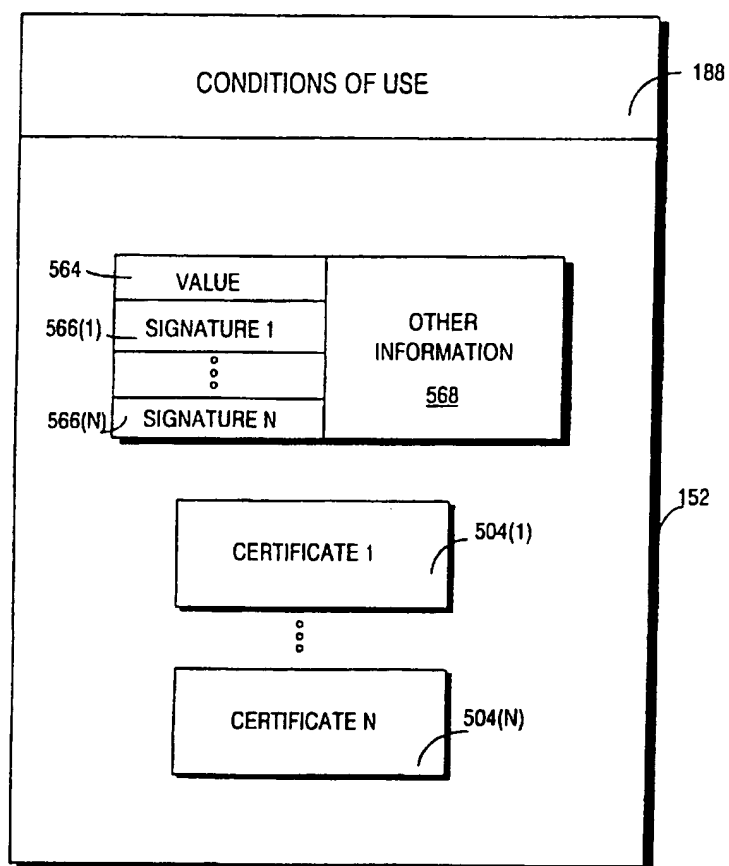 CONDITIONS OF USE
188
564
VALUE
566(1)
SIGNATURE 1
566(N)
SIGNATURE N
OTHER
INFORMATION
568
152
CERTIFICATE 1
504(1)
CERTIFICATE N
504(N)